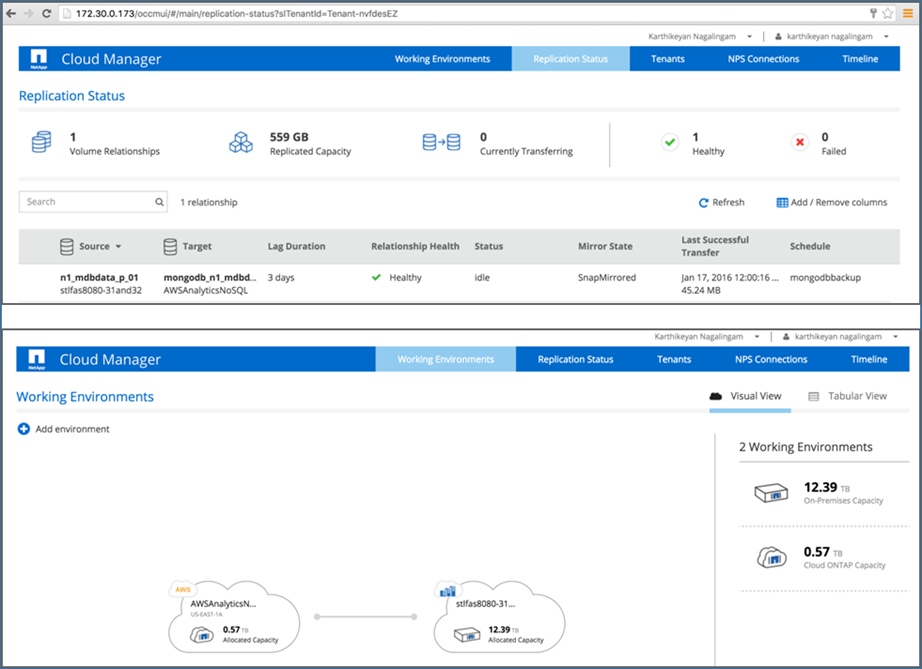 172.30.0.173/occmui/#/main/replication-status?slTenantId=Tenant-nvfdesEZ
Karthikeyan Nagalingam karthikeyan nagalingam
NetApp Cloud Manager Working Environments Replication Status Tenants NPS Connections Timeline
Replication Status
1 559 GB 0 1 0
Volume Relationships Replicated Capacity Currently Transferring Healthy Failed
Search 1 relationship Refresh Add / Remove columns
Source Target Lag Duration Relationship Health Status Mirror State Last Successful Transfer Schedule
n1_mdbdata_p_01 mongodb_n1_mdbd... 3 days Healthy idle SnapMirrored Jan 17, 2016 12:00:16 ... mongodbbackup
stlfas8080-31and32 AWSAnalyticsNoSQL 45.24 MB
Karthikeyan Nagalingam karthikeyan nagalingam
NetApp Cloud Manager Working Environments Replication Status Tenants NPS Connections Timeline
Working Environments Visual View Tabular View
Add environment
2 Working Environments
12.39 TB
On-Premises Capacity
0.57 TB
Cloud ONTAP Capacity
AWS
AWSAnalyticsN...
US-EAST-1A
0.57 TB
Allocated Capacity
stlfas8080-31...
12.39 TB
Allocated Capacity